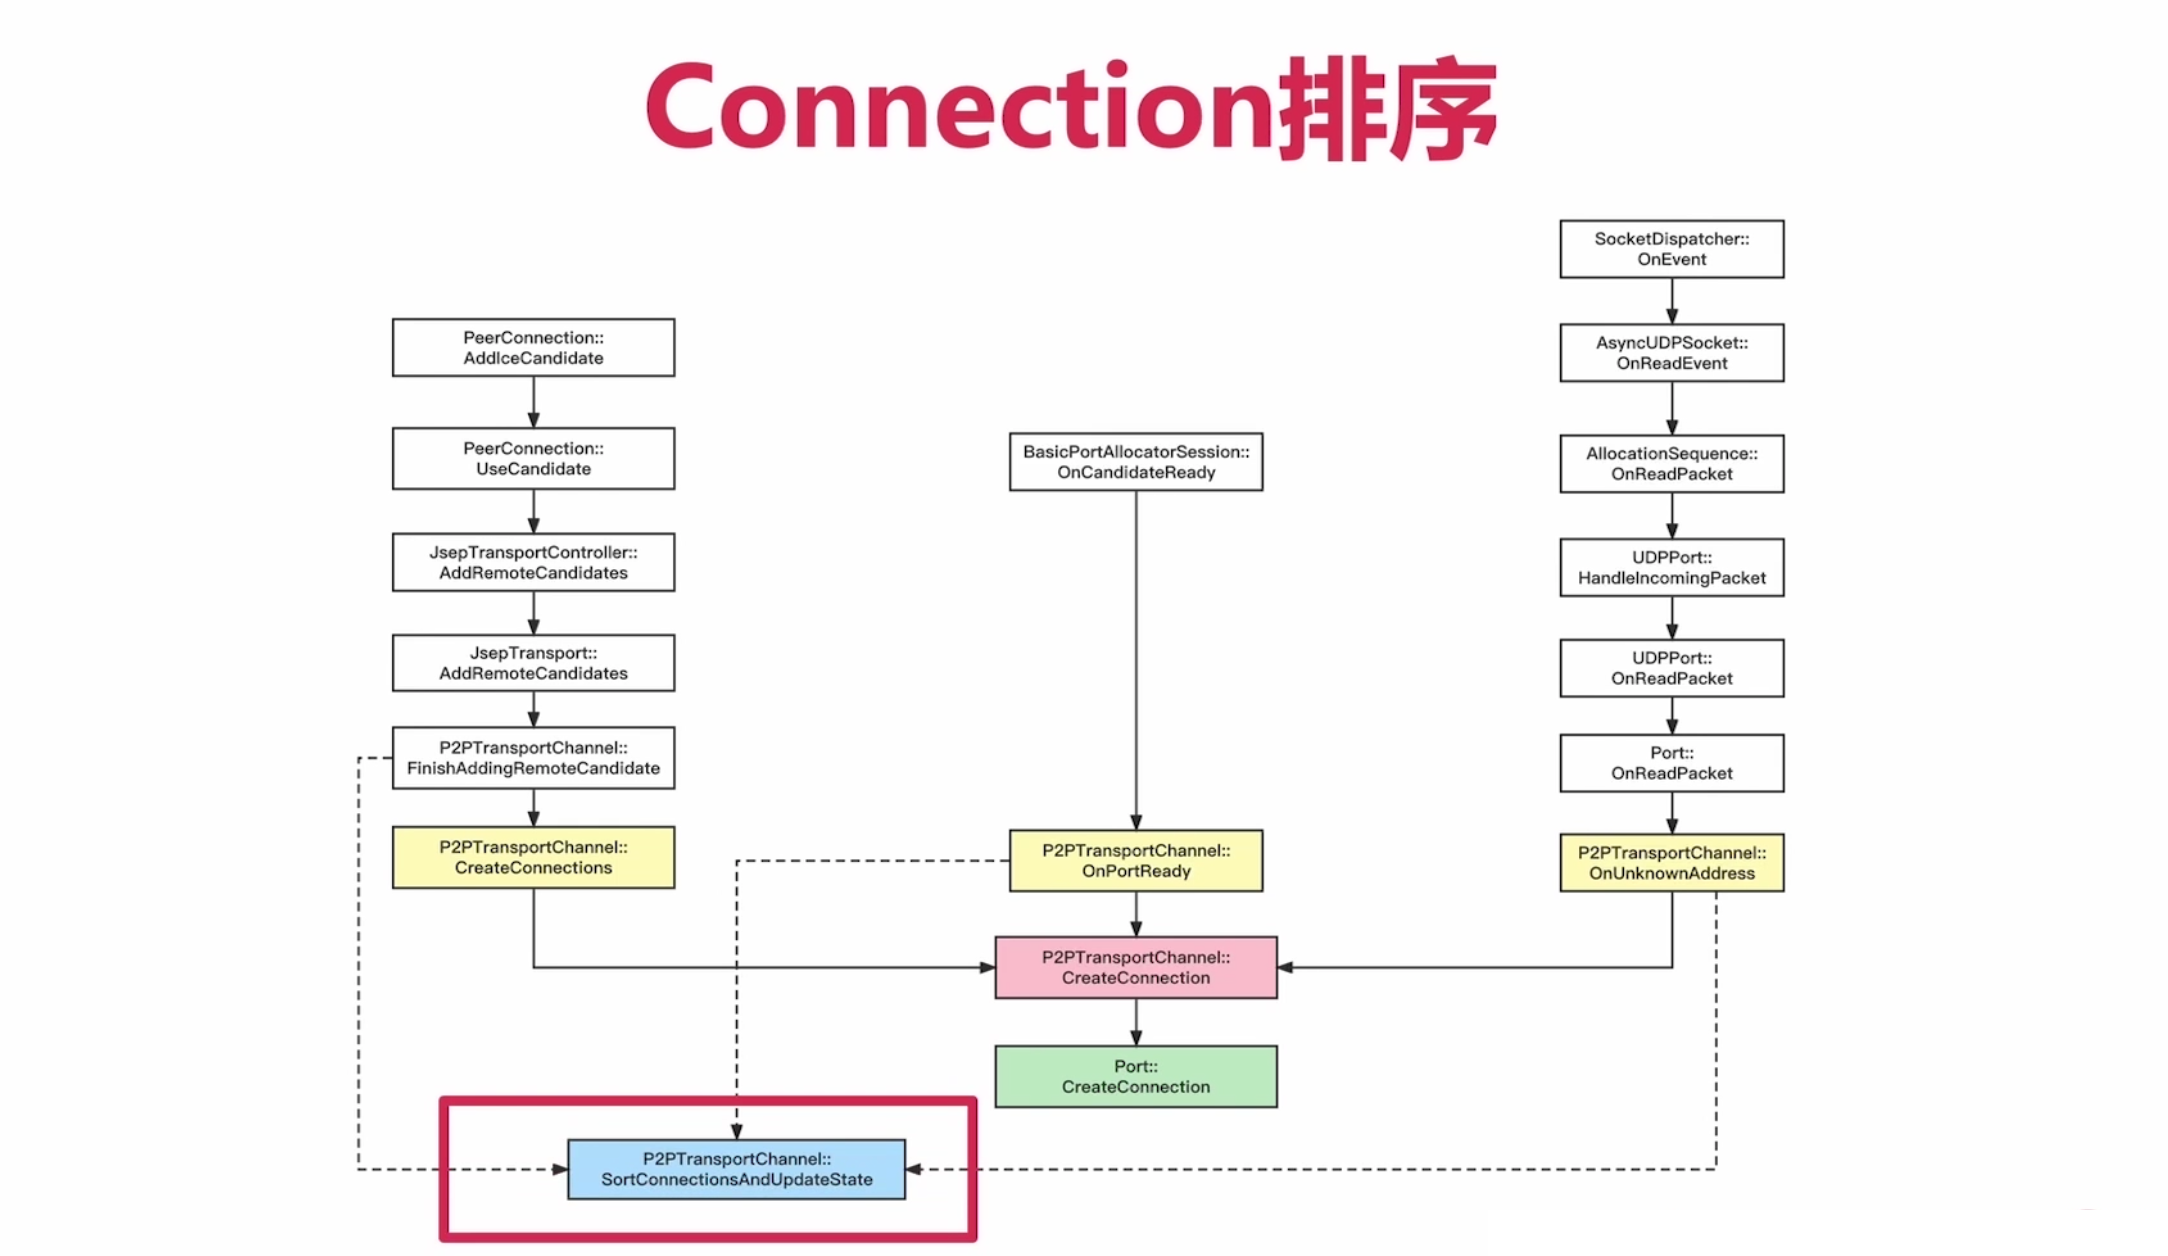 Connection排序
PeerConnection::
AddIceCandidate
PeerConnection::
UseCandidate
JsepTransportController::
AddRemoteCandidates
JsepTransport::
AddRemoteCandidates
P2PTransportChannel::
FinishAddingRemoteCandidate
P2PTransportChannel::
CreateConnections
BasicPortAllocatorSession::
OnCandidateReady
P2PTransportChannel::
OnPortReady
P2PTransportChannel::
CreateConnection
Port::
CreateConnection
SocketDispatcher::
OnEvent
AsyncUDPSocket::
OnReadEvent
AllocationSequence::
OnReadPacket
UDPPort::
HandleIncomingPacket
UDPPort::
OnReadPacket
Port::
OnReadPacket
P2PTransportChannel::
OnUnknownAddress
P2PTransportChannel::
SortConnectionsAndUpdateState